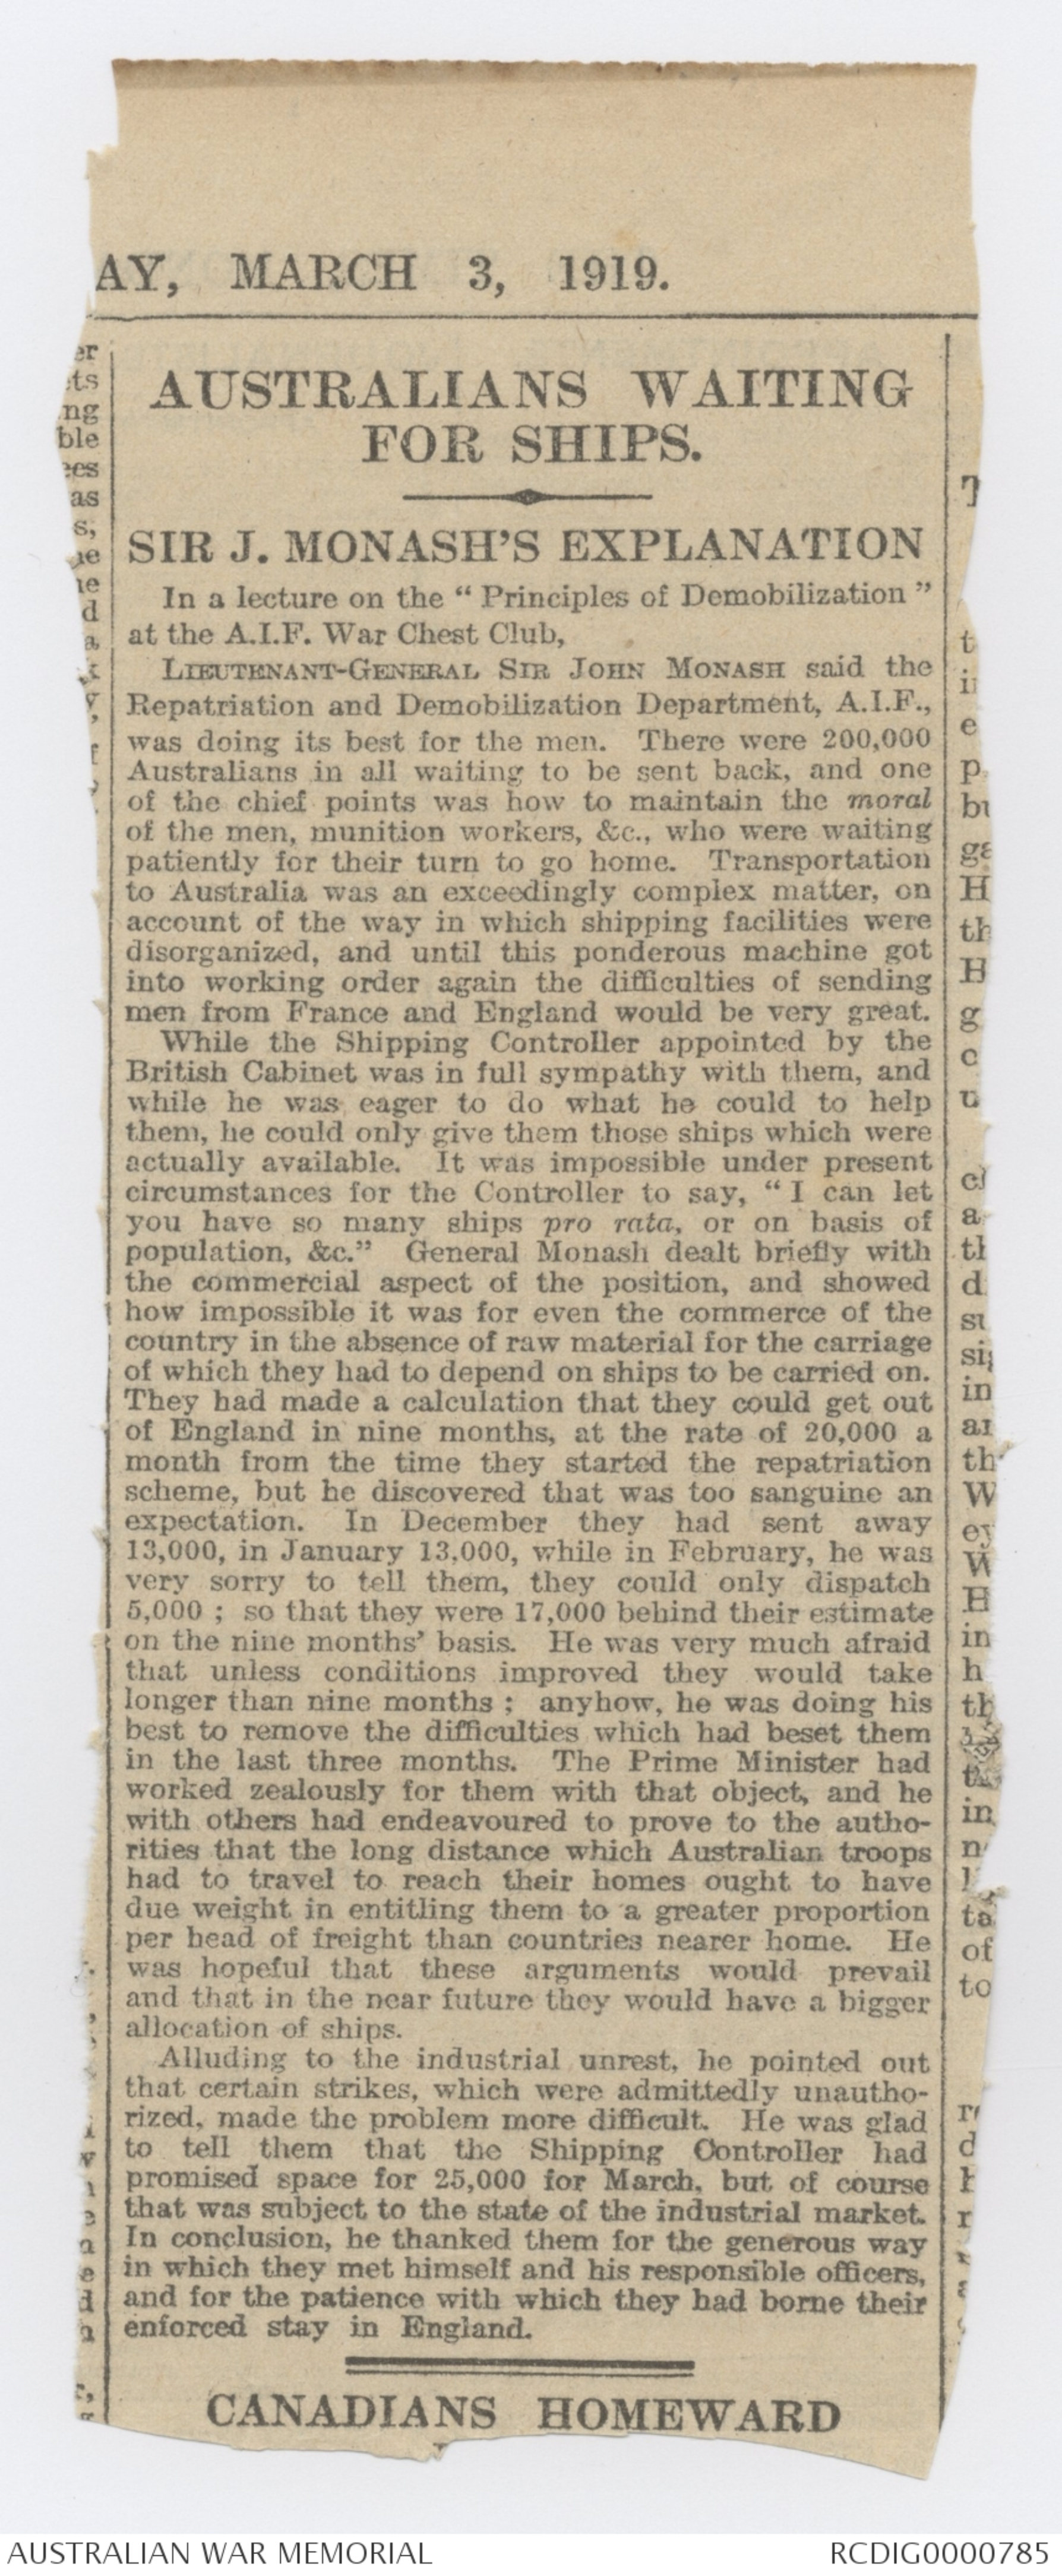 AY, MARCH 3, 1919.
AUSTRALIANS WAITING
FOR SHIPS.
SIR J. MONASH'S EXPLANATION
In a lecture on the " Principles of Demobilization "
at the A.I.F. War Chest Club,
LIEUTENANT-GENERAL SIR JOHN MONASH said the
Repatriation and Demobilization Department, A.I.F.,
was doing its best for the men. There were 200,000
Australians in all waiting to be sent back, and one
of the chief points was how to maintain the moral
of the men, munition workers, &c., who were waiting
patiently for their turn to go home. Transportation
to Australia was an exceedingly complex matter, on
account of the way in which shipping facilities were
disorganized, and until this ponderous machine got
into working order again the difficulties of sending
men from France and England would be very great.
While the Shipping Controller appointed by the
British Cabinet was in full sympathy with them, and
while he was eager to do what he could to help
them, he could only give them those ships which were
actually available. It was impossible under present
circumstances for the Controller to say, " I can let
you have so many ships pro rata, or on basis of
population, &c." General Monash dealt briefly with
the commercial aspect of the position, and showed
how impossible it was for even the commerce of the
country in the absence of raw material for the carriage
of which they had to depend on ships to be carried on.
They had made a calculation that they could get out
of England in nine months, at the rate of 20,000 a
month from the time they started the repatriation
scheme, but he discovered that was too sanguine an
expectation. In December they had sent away
13,000, in January 13,000, while in February, he was
very sorry to tell them, they could only dispatch
5,000 ; so that they were 17,000 behind their estimate
on the nine months' basis. He was very much afraid
that unless conditions improved they would take
longer than nine months ; anyhow, he was doing his
best to remove the difficulties which had beset them
in the last three months. The Prime Minister had
worked zealously for them with that object, and he
with others had endeavoured to prove to the autho-
rities that the long distance which Australian troops
had to travel to reach their homes ought to have
due weight in entitling them to a greater proportion
per head of freight than countries nearer home. He
was hopeful that these arguments would prevail
and that in the near future they would have a bigger
allocation of ships.
Alluding to the industrial unrest, he pointed out
that certain strikes, which were admittedly unautho-
rized, made the problem more difficult. He was glad
to tell them that the Shipping Controller had
promised space for 25,000 for March, but of course
that was subject to the state of the industrial market.
In conclusion, he thanked them for the generous way
in which they met himself and his responsible officers,
and for the patience with which they had borne their
enforced stay in England.
CANADIANS HOMEWARD
AUSTRALIAN WAR MEMORIAL
RCDIG0000785